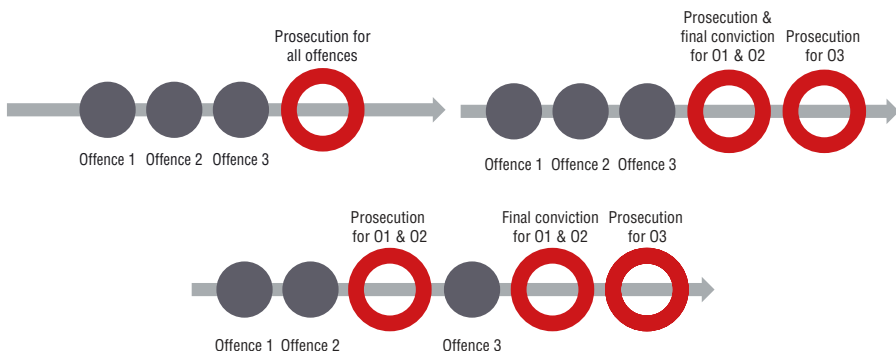 Prosecution for
all offences
Offence 1 Offence 2 Offence 3
Prosecution &
final conviction
for O1 & O2
Prosecution
for O3
Offence 1 Offence 2 Offence 3
Prosecution
for O1 & O2
Final conviction
for O1 & O2
Prosecution
for O3
Offence 1 Offence 2
Offence 3